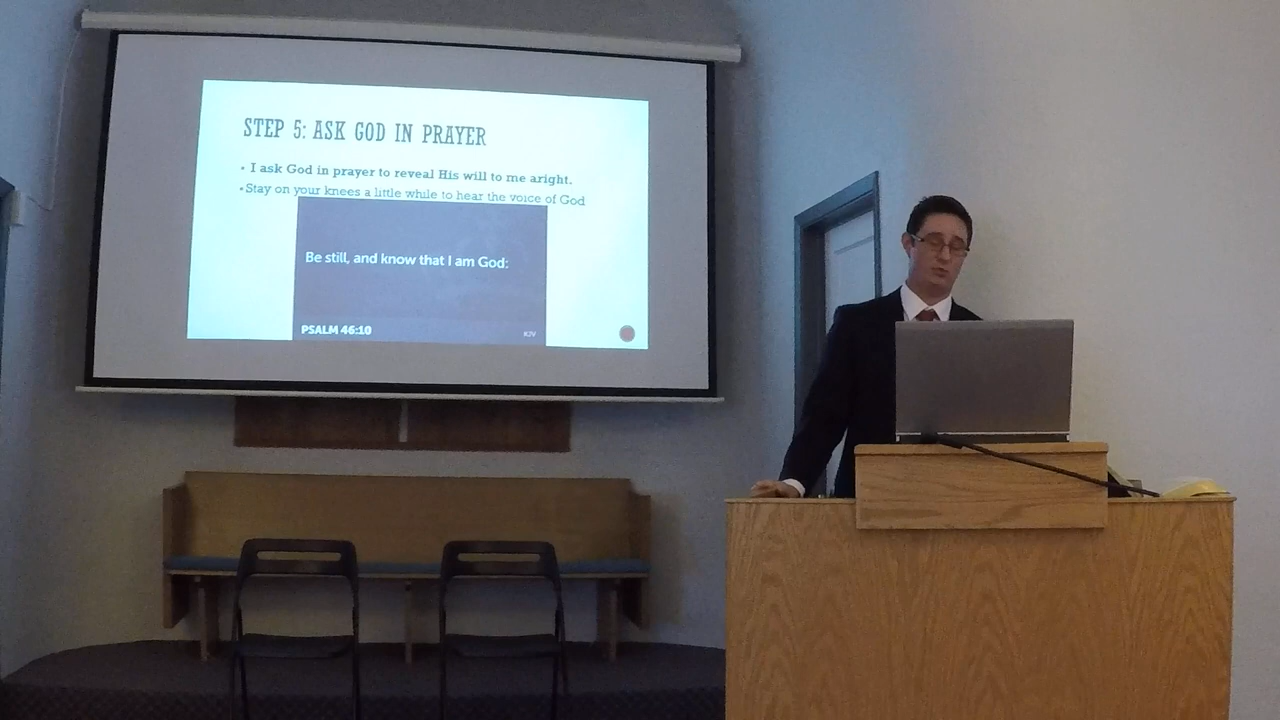 STEP 5: ASK GOD IN PRAYER
• I ask God in prayer to reveal His will to me aright.
• Stay on your knees a little while to hear the voice of God
Be still, and know that I am God:
PSALM 46:10
KJV